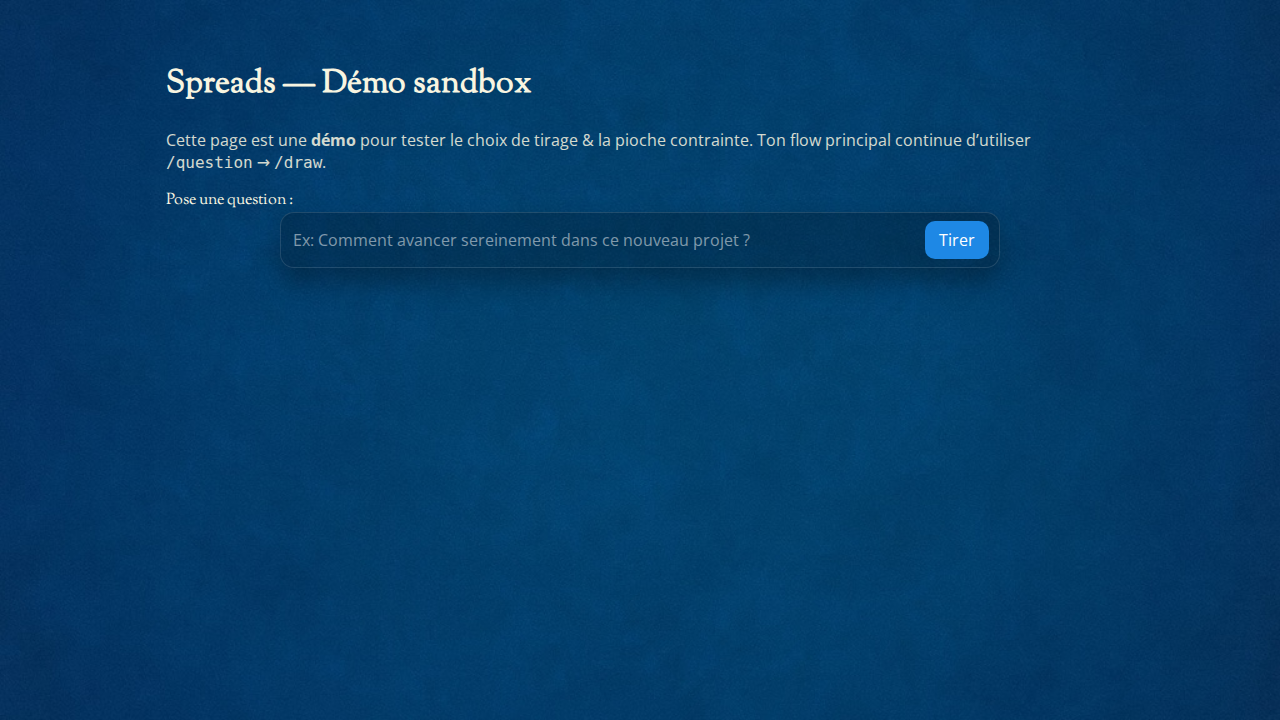 Spreads — Démo sandbox
Cette page est une démo pour tester le choix de tirage & la pioche contrainte. Ton flow principal continue d’utiliser
/question → /draw.
Pose une question :
Ex: Comment avancer sereinement dans ce nouveau projet ?
Tirer